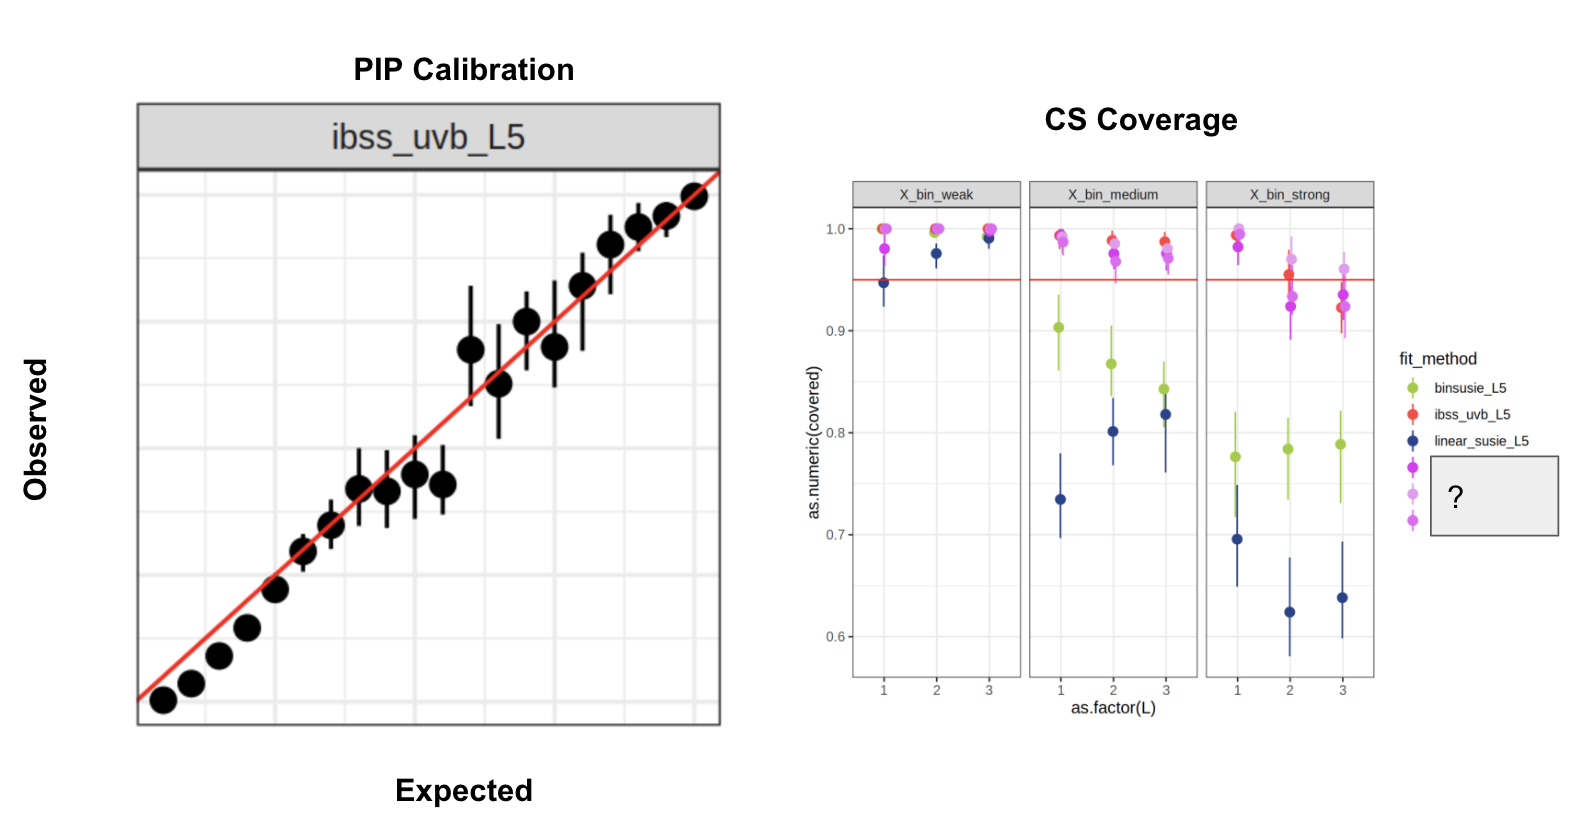 PIP Calibration
ibss_uvb_L5
Observed
Expected
CS Coverage
X_bin_weak
X_bin_medium
X_bin_strong
1.0
0.9
0.8
0.7
0.6
as.numeric(covered)
1 2 3
1 2 3
1 2 3
as.factor(L)
fit_method
binsusie_L5
ibss_uvb_L5
linear_susie_L5
?